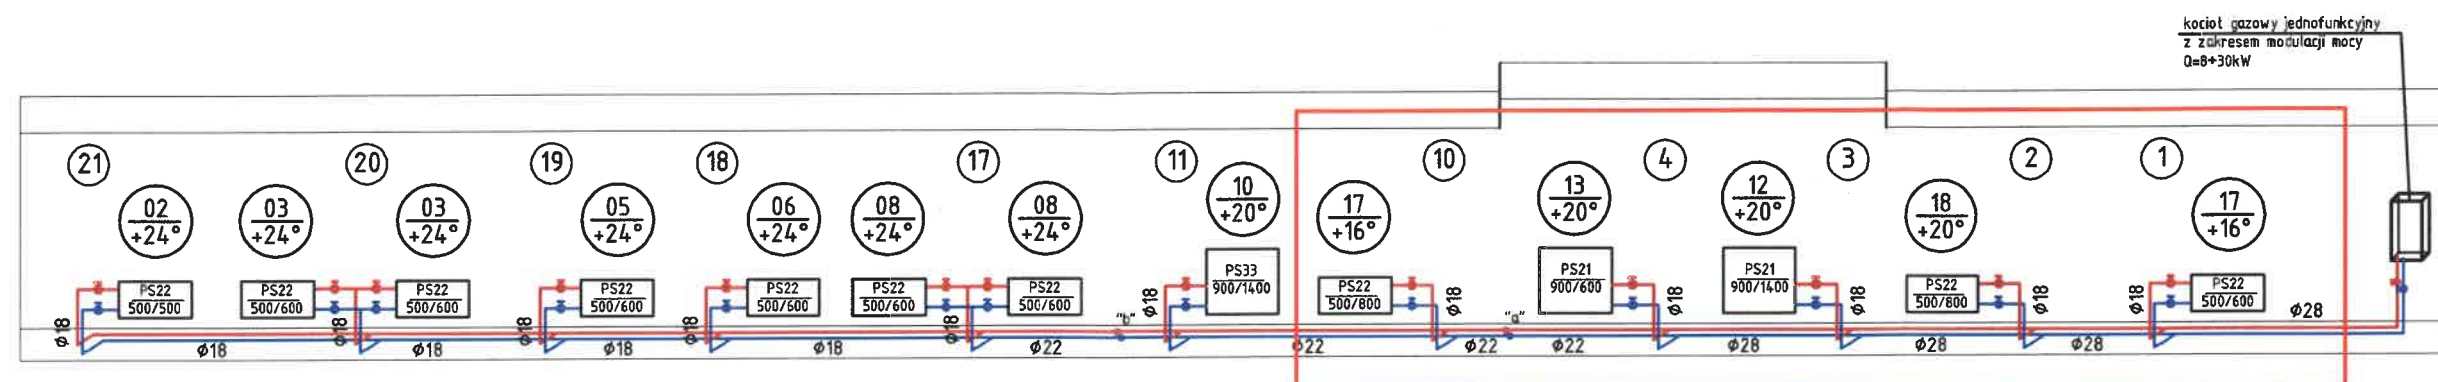 kocioł gazowy jednofunkcyjny
z zakresem modulacji mocy
Q=8÷30kW
21 20 19 18 17 11 10 4 3 2 1
02
+24°
03
+24°
03
+24°
05
+24°
06
+24°
08
+24°
08
+24°
10
+20°
17
+16°
13
+20°
12
+20°
18
+20°
17
+16°
PS22
500/500
PS22
500/600
PS22
500/600
PS22
500/600
PS22
500/600
PS22
500/600
PS22
500/600
PS33
900/1400
PS22
500/800
PS21
900/600
PS21
900/1400
PS22
500/800
PS22
500/600
ø18 ø18 ø18 ø18 ø18 ø18 ø18 ø18 ø18 ø18 ø18
"b" "a" ø28
ø18 ø18 ø18 ø18 ø22 ø22 ø22 ø22 ø28 ø28 ø28